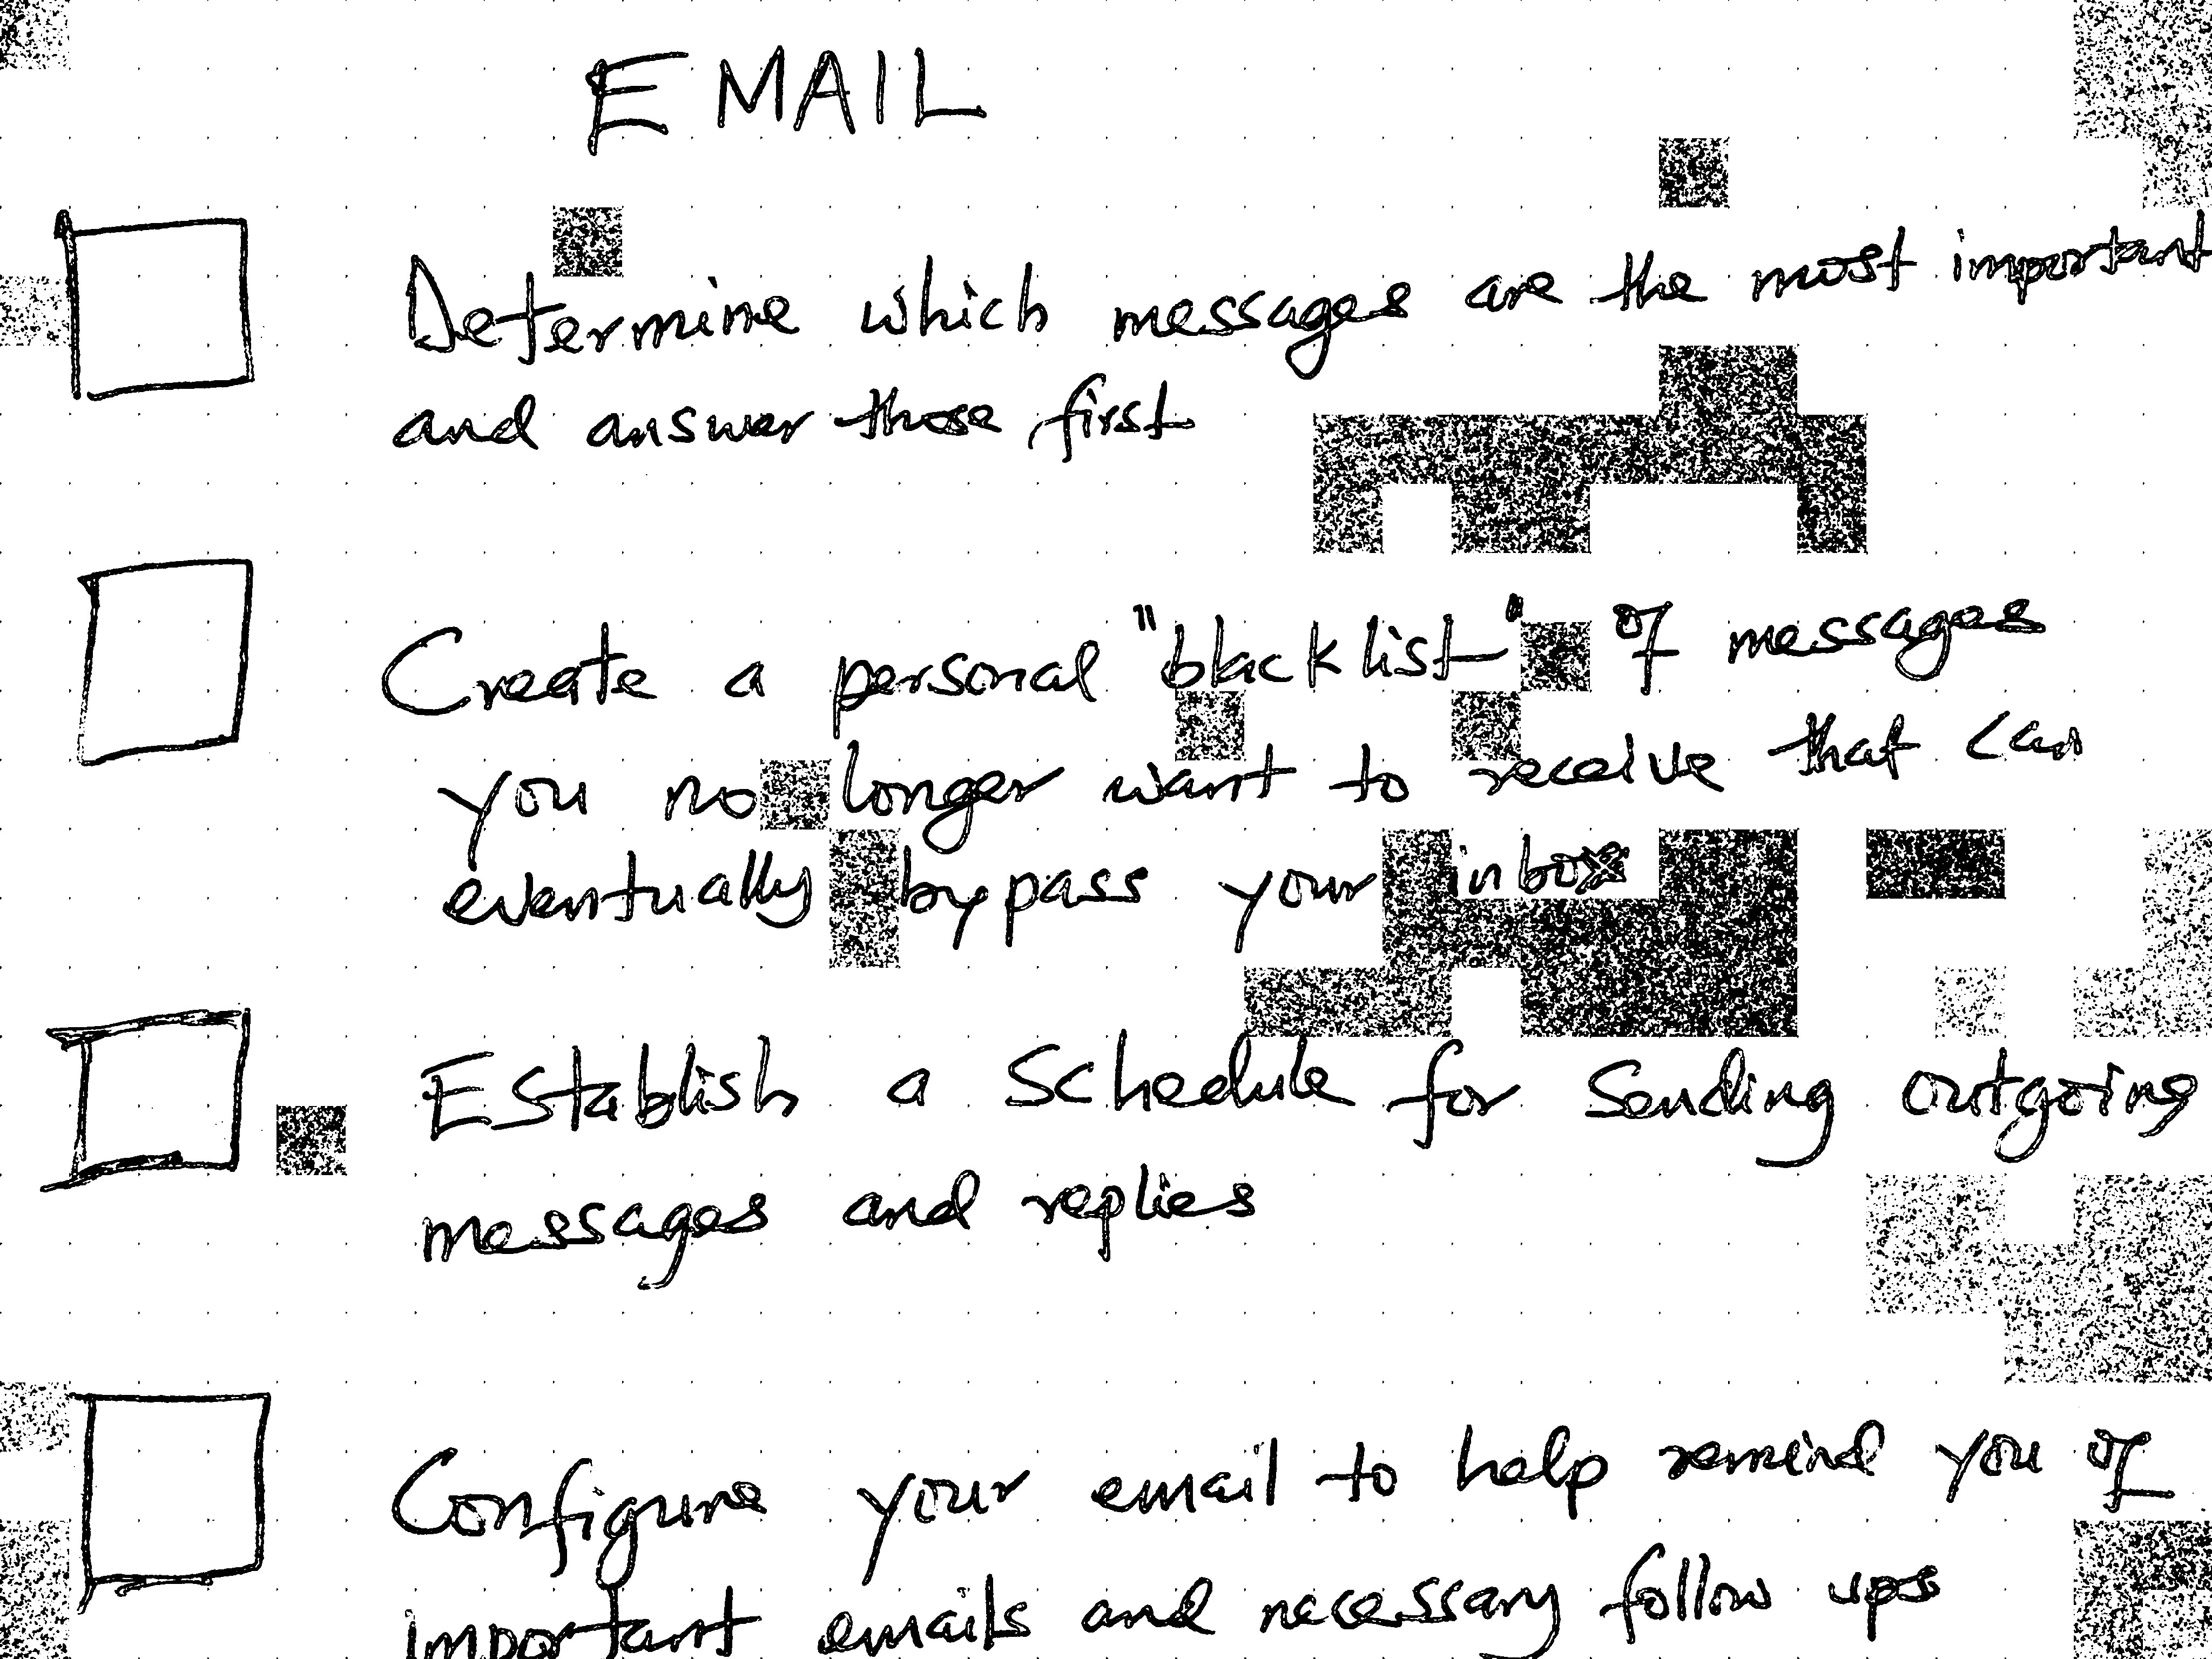 EMAIL
Determine which messages are the most important
and answer those first
Create a personal "blacklist" of messages
you no longer want to receive that can
eventually bypass your inbox
Establish a schedule for sending outgoing
messages and replies
Configure your email to help remind you of
important emails and necessary follow ups